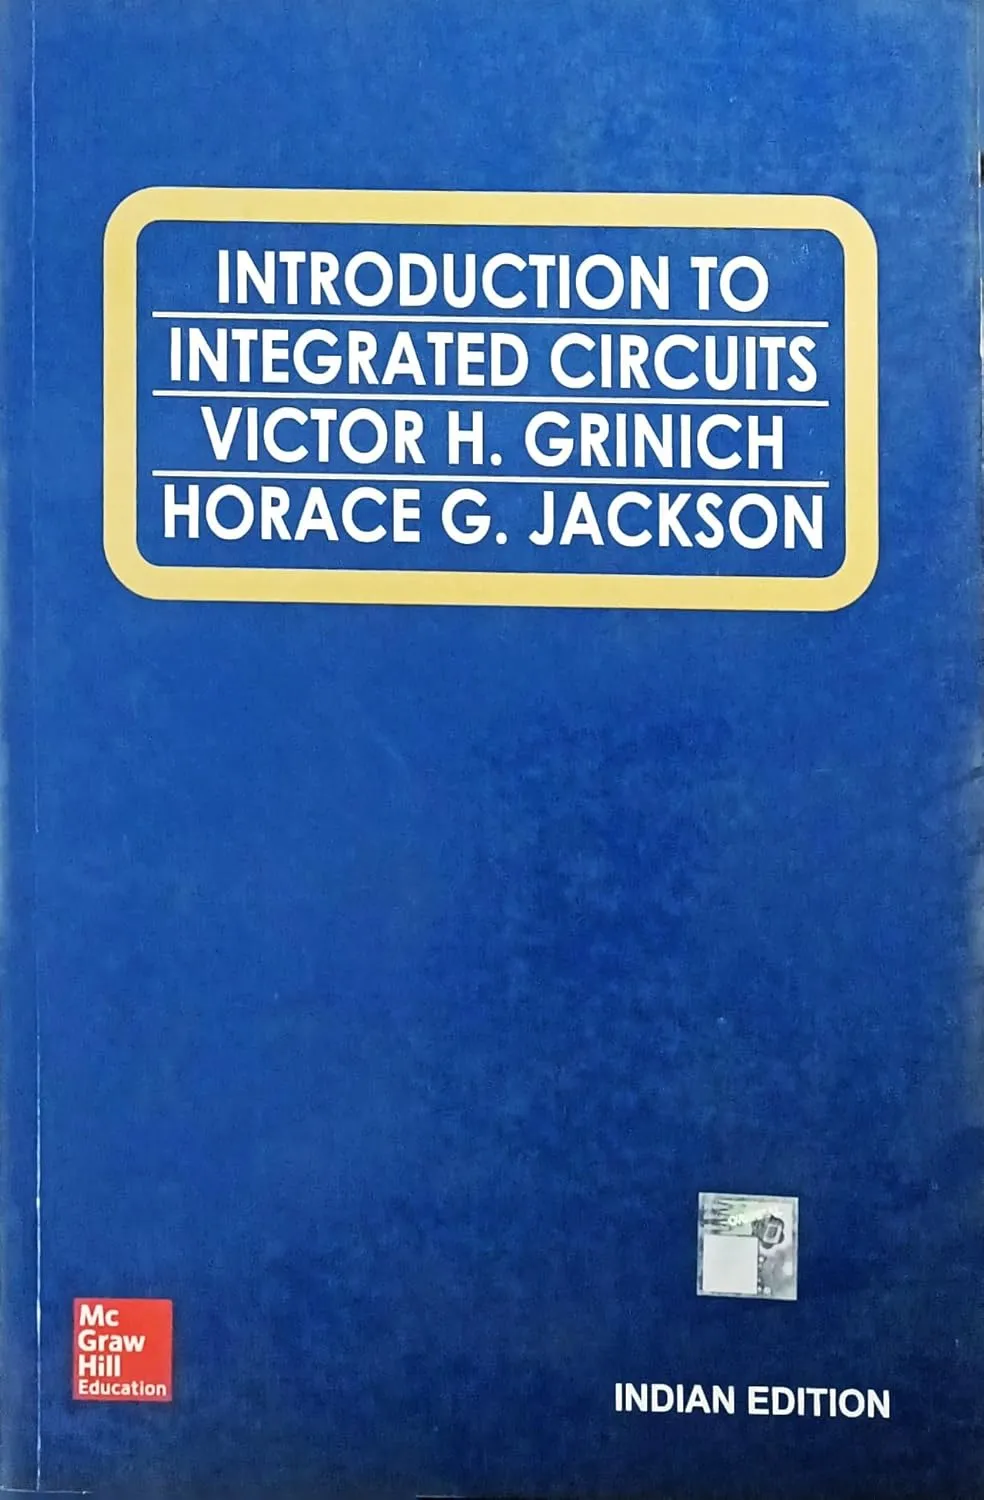 INTRODUCTION TO
INTEGRATED CIRCUITS
VICTOR H. GRINICH
HORACE G. JACKSON
Mc
Graw
Hill
Education
INDIAN EDITION